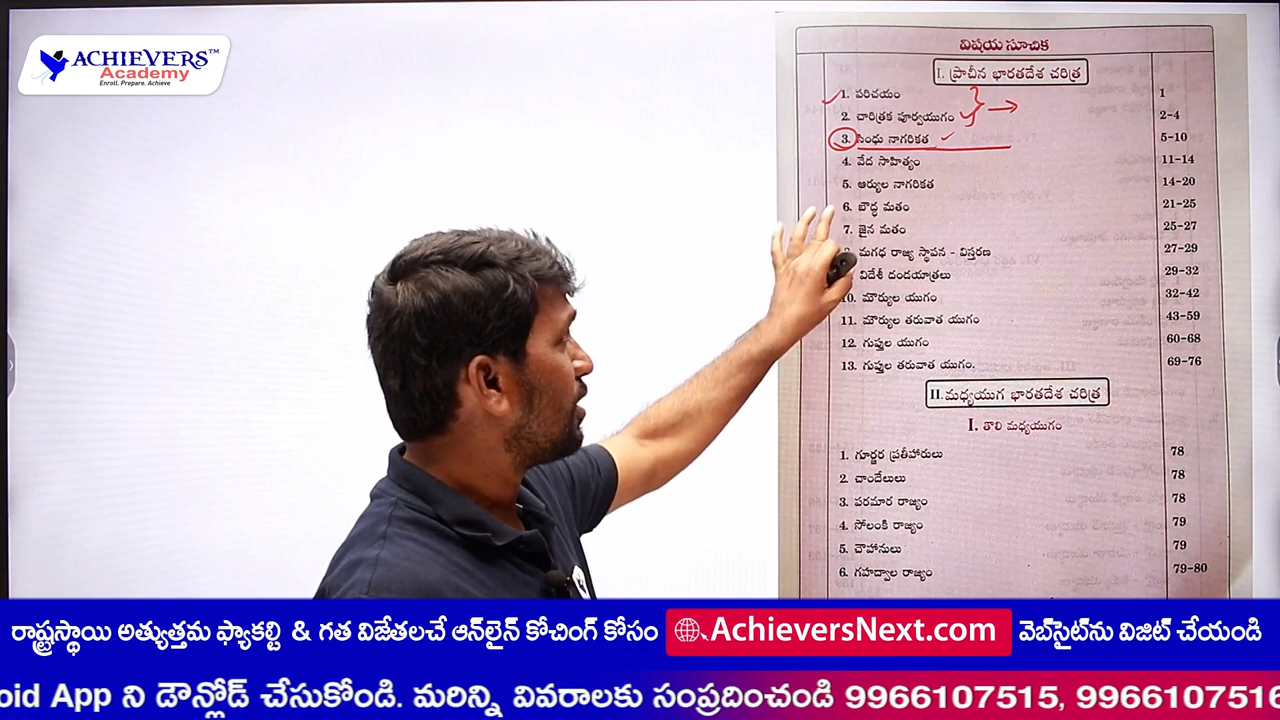 ACHIEVERS™
Academy
Enroll. Prepare. Achieve
విషయ సూచిక
I. ప్రాచీన భారతదేశ చరిత్ర
1. పరిచయం 1
2. చారిత్రక పూర్వయుగం 2-4
3. సింధు నాగరికత 5-10
4. వేద సాహిత్యం 11-14
5. ఆర్యుల నాగరికత 14-20
6. బౌద్ధ మతం 21-25
7. జైన మతం 25-27
మగధ రాజ్య స్థాపన - విస్తరణ 27-29
విదేశీ దండయాత్రలు 29-32
10. మౌర్యుల యుగం 32-42
11. మౌర్యుల తరువాత యుగం 43-59
12. గుప్తుల యుగం 60-68
13. గుప్తుల తరువాత యుగం. 69-76
II. మధ్యయుగ భారతదేశ చరిత్ర
I. తొలి మధ్యయుగం
1. గూర్జర ప్రతీహారులు 78
2. చాందేలులు 78
3. పరమార రాజ్యం 78
4. సోలంకి రాజ్యం 79
5. చౌహానులు 79
6. గహద్వాల రాజ్యం 79-80
రాష్ట్రస్థాయి అత్యుత్తమ ఫ్యాకల్టి & గత విజేతలచే ఆన్‌లైన్ కోచింగ్ కోసం AchieversNext.com వెబ్‌సైట్‌ను విజిట్ చేయండి
oid App ని డౌన్లోడ్ చేసుకోండి. మరిన్ని వివరాలకు సంప్రదించండి 9966107515, 9966107516